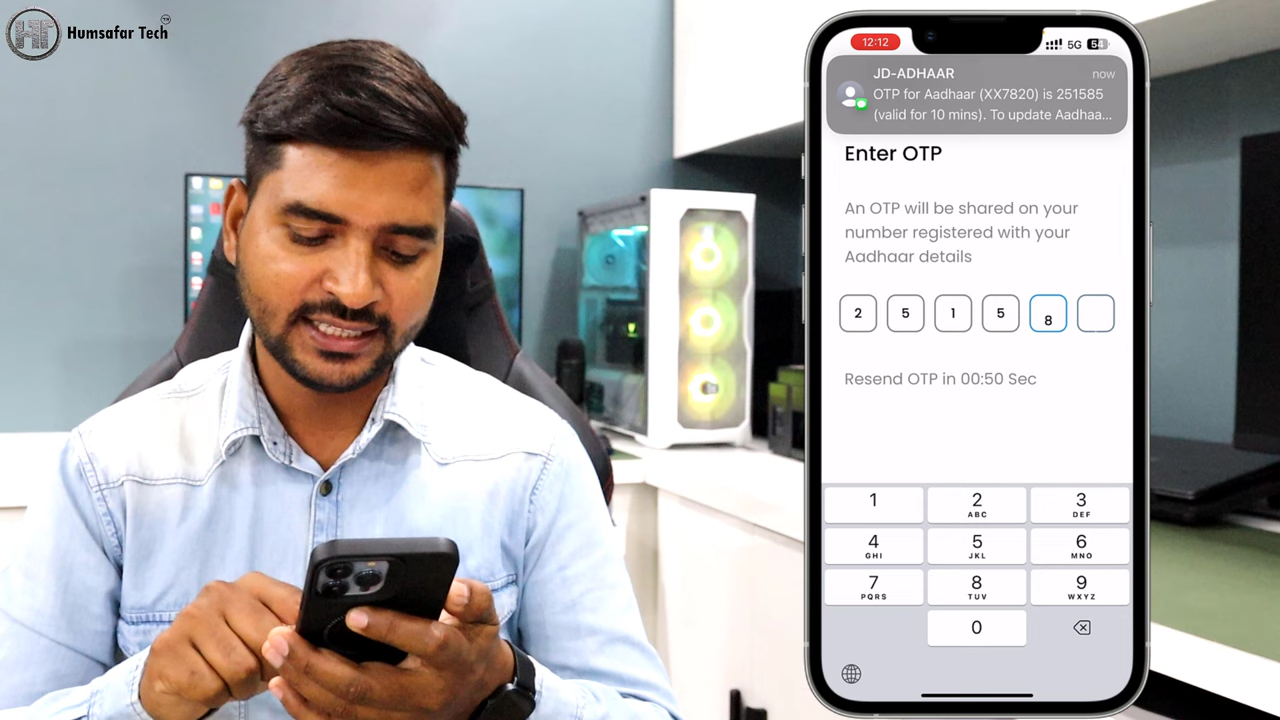 HT
Humsafar Tech
TM
12:12
5G
54
JD-ADHAAR
now
OTP for Aadhaar (XX7820) is 251585
(valid for 10 mins). To update Aadhaa...
Enter OTP
An OTP will be shared on your
number registered with your
Aadhaar details
2 5 1 5 8
Resend OTP in 00:50 Sec
1 2 3
ABC DEF
4 5 6
GHI JKL MNO
7 8 9
PQRS TUV WXYZ
0